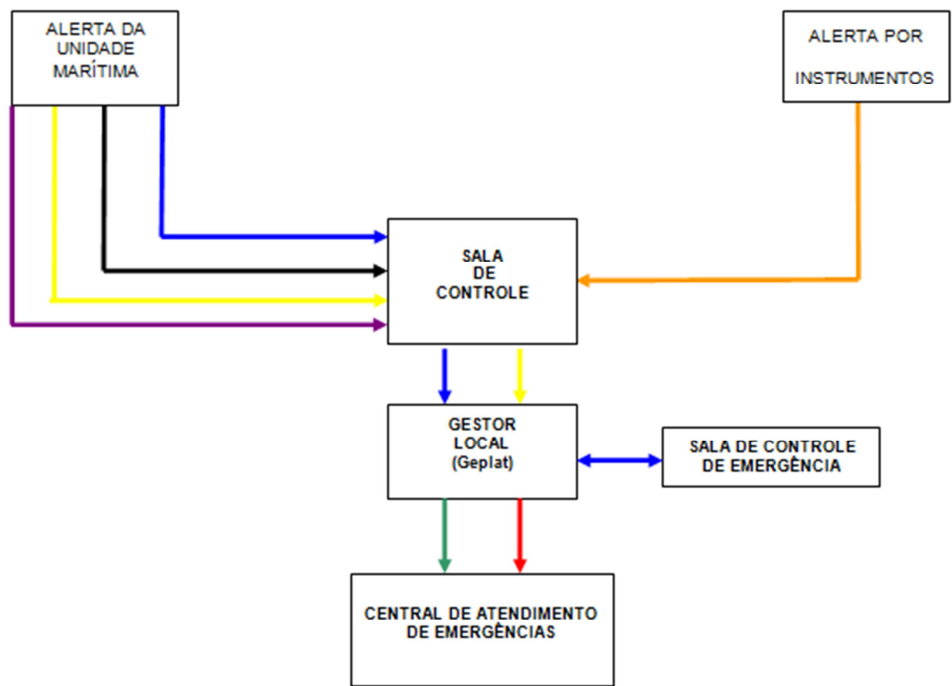 ALERTA DA
UNIDADE
MARÍTIMA
ALERTA POR
INSTRUMENTOS
SALA
DE
CONTROLE
GESTOR
LOCAL
(Geplat)
SALA DE CONTROLE
DE EMERGÊNCIA
CENTRAL DE ATENDIMENTO
DE EMERGÊNCIAS